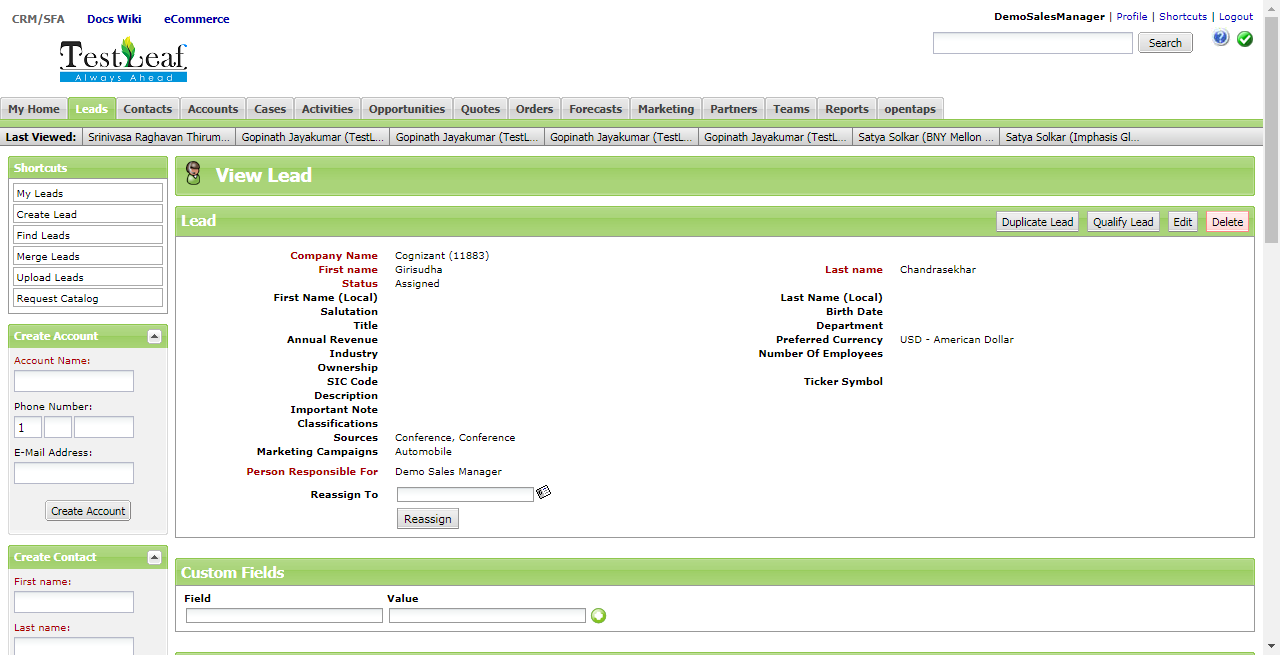 CRM/SFA Docs Wiki eCommerce
DemoSalesManager | Profile | Shortcuts | Logout
TestLeaf
Always Ahead
Search
My Home Leads Contacts Accounts Cases Activities Opportunities Quotes Orders Forecasts Marketing Partners Teams Reports opentaps
Last Viewed: Srinivasa Raghavan Thirum... Gopinath Jayakumar (TestL... Gopinath Jayakumar (TestL... Gopinath Jayakumar (TestL... Gopinath Jayakumar (TestL... Satya Solkar (BNY Mellon ... Satya Solkar (Imphasis Gl...
Shortcuts
My Leads
Create Lead
Find Leads
Merge Leads
Upload Leads
Request Catalog
Create Account
Account Name:
Phone Number:
1
E-Mail Address:
Create Account
Create Contact
First name:
Last name:
View Lead
Lead Duplicate Lead Qualify Lead Edit Delete
Company Name Cognizant (11883)
First name Girisudha Last name Chandrasekhar
Status Assigned
First Name (Local) Last Name (Local)
Salutation Birth Date
Title Department
Annual Revenue Preferred Currency USD - American Dollar
Industry Number Of Employees
Ownership
SIC Code Ticker Symbol
Description
Important Note
Classifications
Sources Conference, Conference
Marketing Campaigns Automobile
Person Responsible For Demo Sales Manager
Reassign To
Reassign
Custom Fields
Field Value